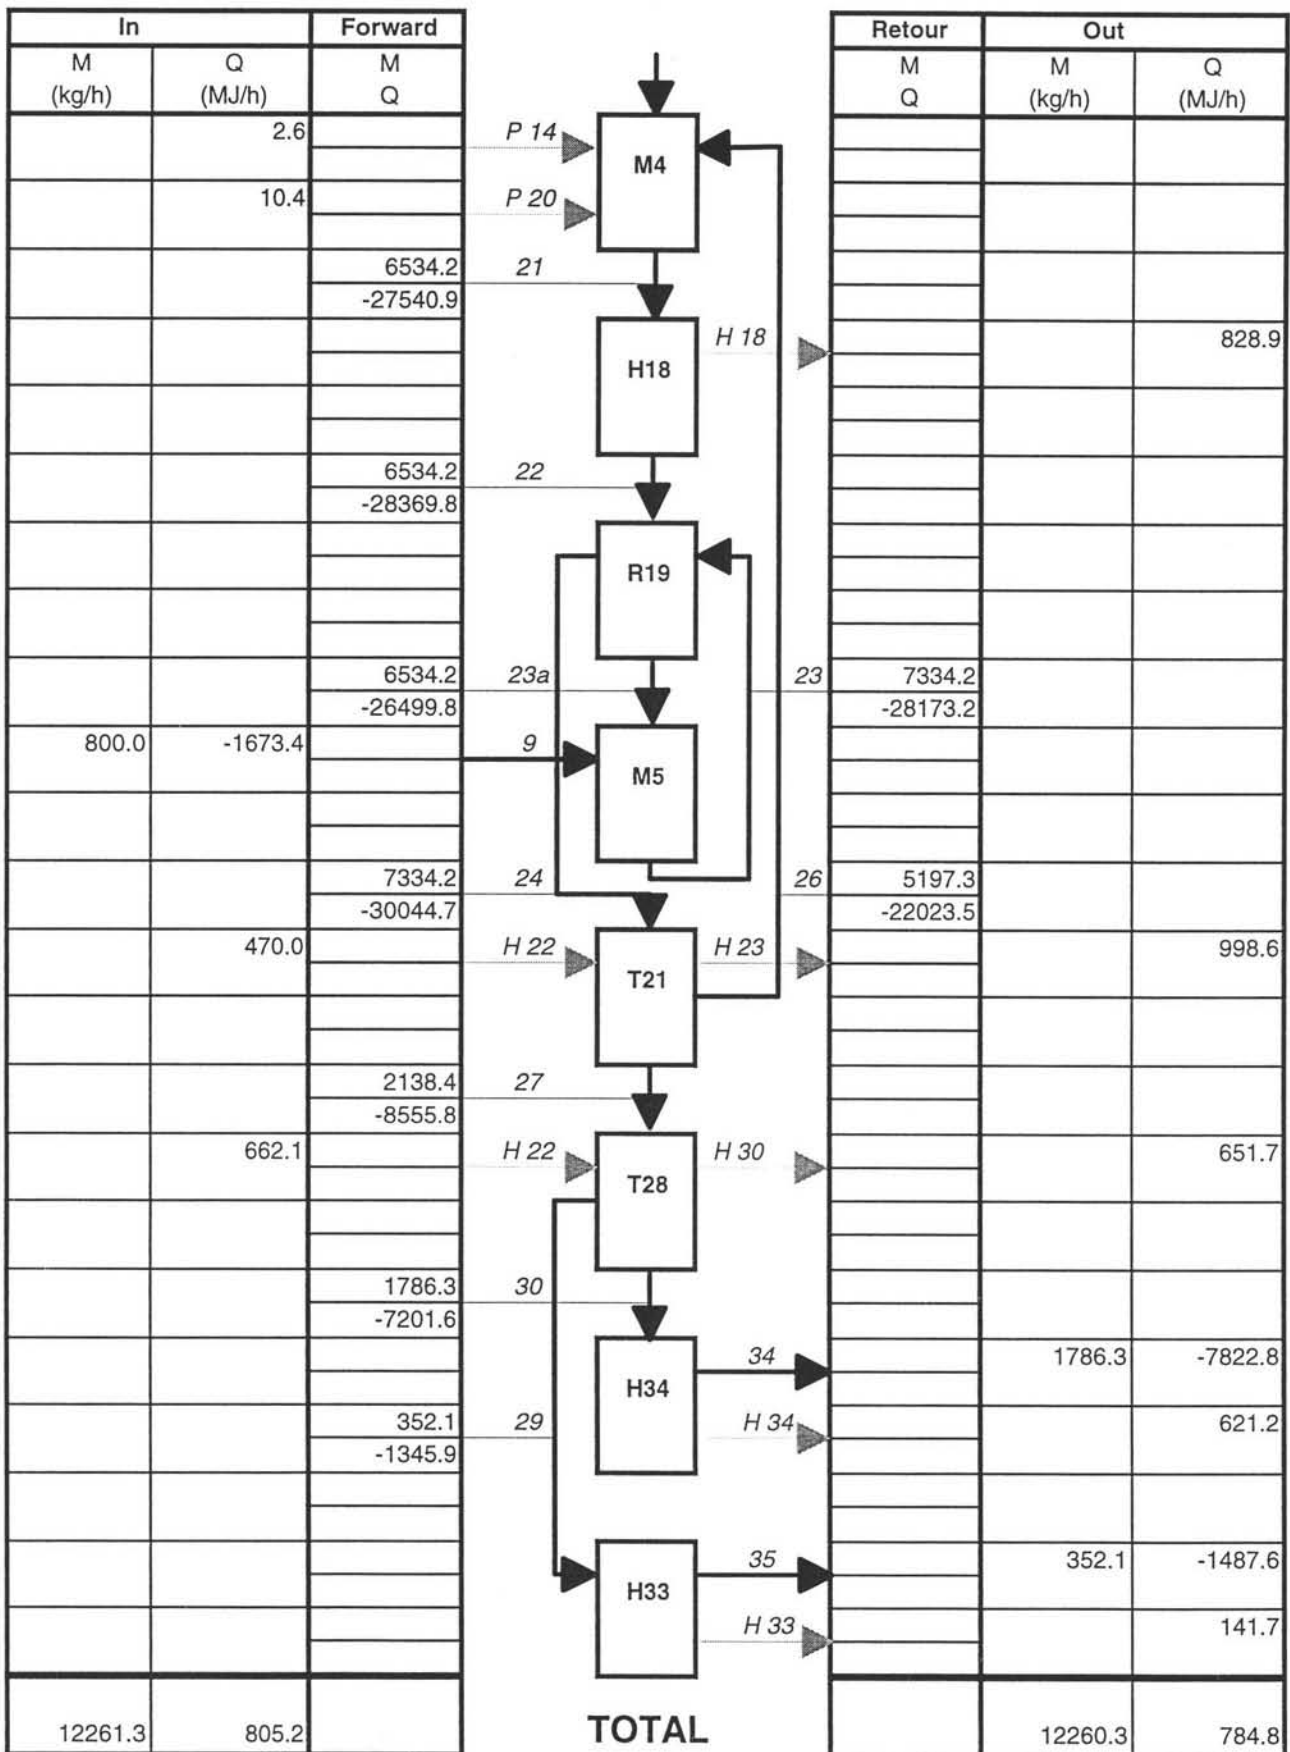 In Forward Retour Out
M Q M M M Q
(kg/h) (MJ/h) Q Q (kg/h) (MJ/h)
2.6 P 14
M4
10.4 P 20
6534.2 21
-27540.9
H 18 828.9
H18
6534.2 22
-28369.8
R19
6534.2 23a 23 7334.2
-26499.8 -28173.2
800.0 -1673.4 9
M5
7334.2 24 26 5197.3
-30044.7 -22023.5
470.0 H 22 H 23 998.6
T21
2138.4 27
-8555.8
662.1 H 22 H 30 651.7
T28
1786.3 30
-7201.6
34 1786.3 -7822.8
H34
352.1 29 H 34 621.2
-1345.9
35 352.1 -1487.6
H33
H 33 141.7
12261.3 805.2 TOTAL 12260.3 784.8